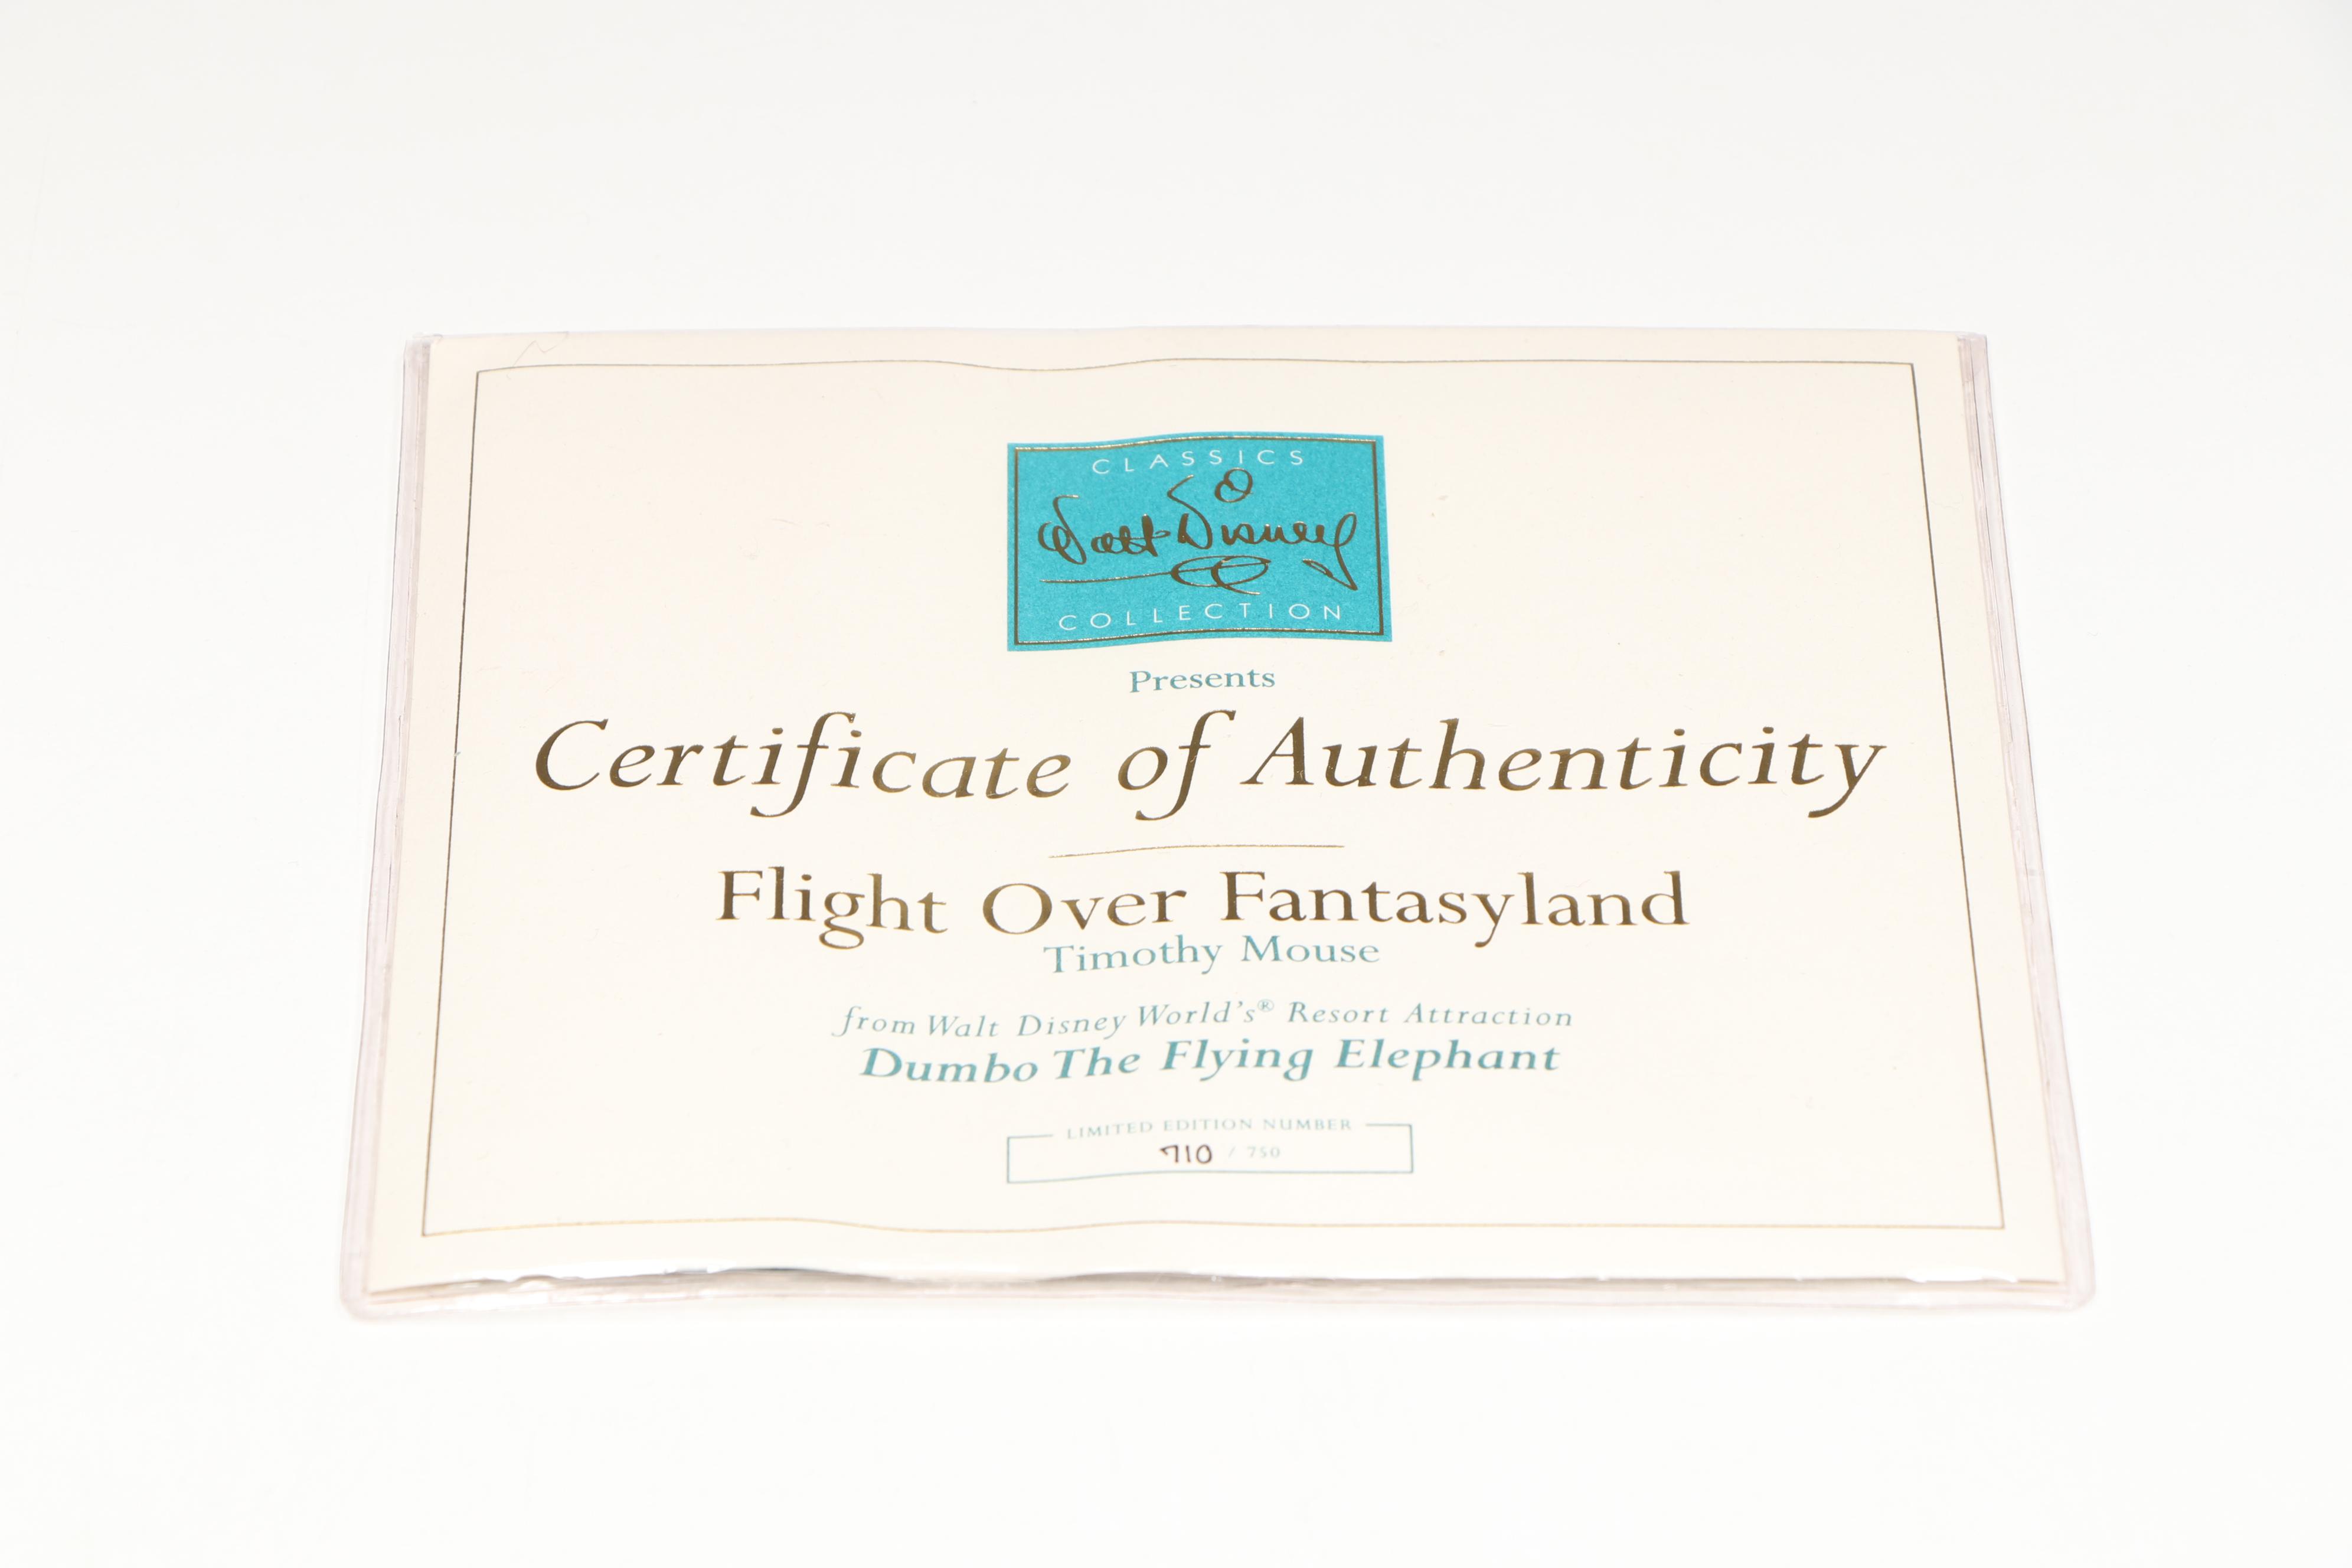 CLASSICS
Walt Disney
COLLECTION
Presents
Certificate of Authenticity
Flight Over Fantasyland
Timothy Mouse
from Walt Disney World's® Resort Attraction
Dumbo The Flying Elephant
LIMITED EDITION NUMBER
710 / 750